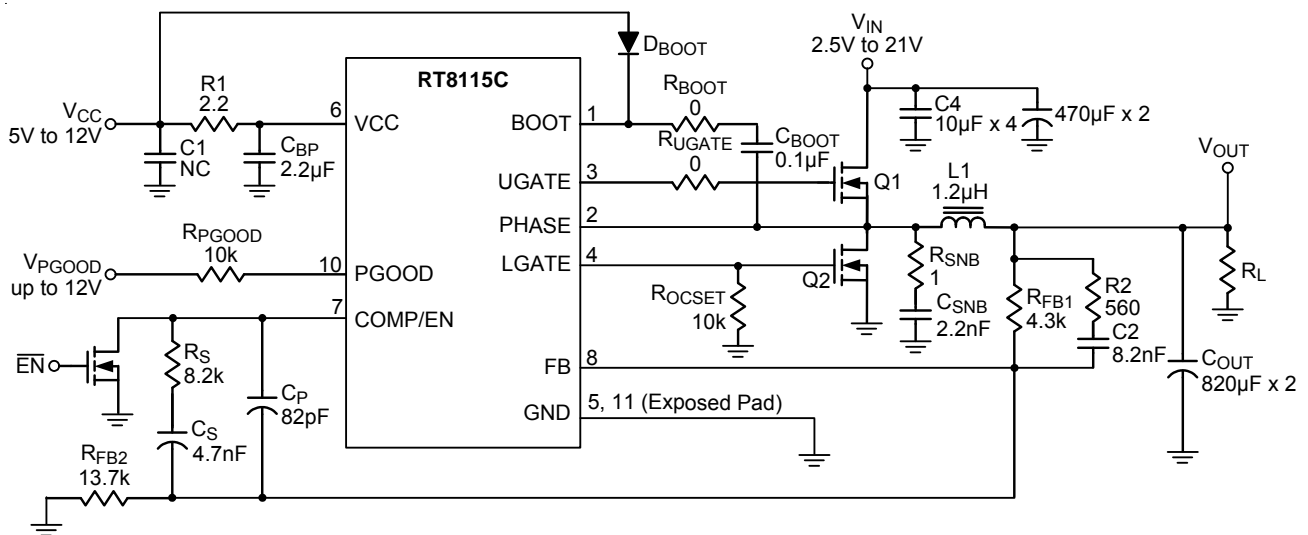 V_IN
2.5V to 21V
D_BOOT
RT8115C
R1
2.2
R_BOOT
0
C4
10µF x 4
470µF x 2
V_CC
5V to 12V
6
VCC
BOOT
1
C_BOOT
0.1µF
R_UGATE
0
C1
NC
C_BP
2.2µF
V_OUT
UGATE
3
Q1
L1
1.2µH
PHASE
2
R_PGOOD
10k
V_PGOOD
up to 12V
10
PGOOD
LGATE
4
Q2
R_SNB
1
R_L
R_OCSET
10k
R2
560
R_FB1
4.3k
7
COMP/EN
C_SNB
2.2nF
C2
8.2nF
EN
R_S
8.2k
FB
8
C_OUT
820µF x 2
C_P
82pF
GND
5, 11 (Exposed Pad)
C_S
4.7nF
R_FB2
13.7k